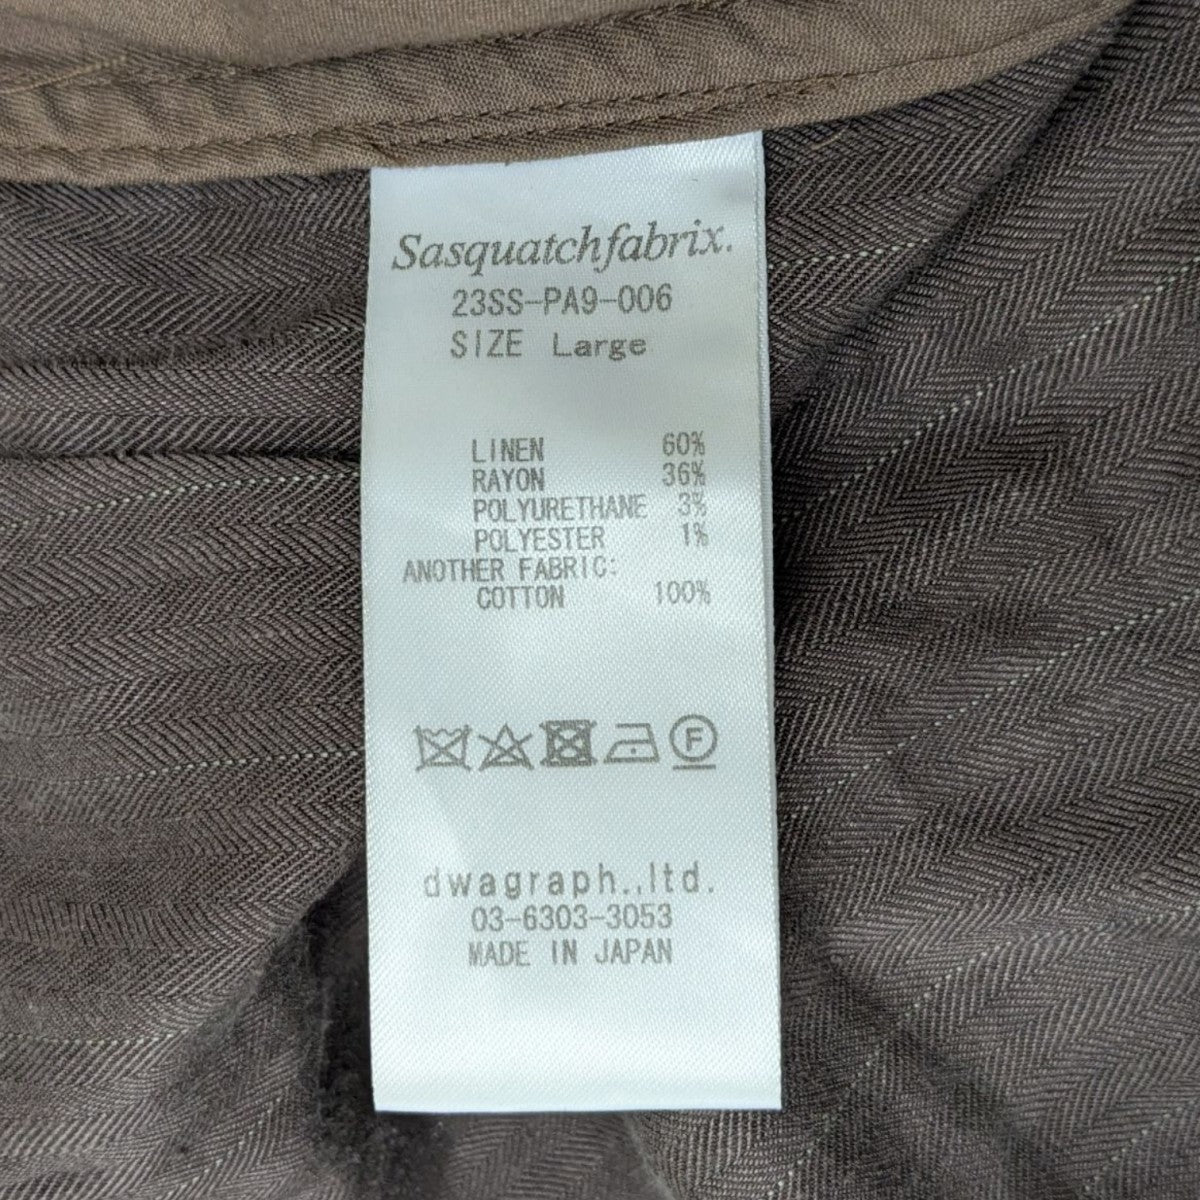 Sasquatchfabrix.
23SS-PA9-006
SIZE Large
LINEN 60%
RAYON 36%
POLYURETHANE 3%
POLYESTER 1%
ANOTHER FABRIC:
COTTON 100%
F
dwagraph.,ltd.
03-6303-3053
MADE IN JAPAN